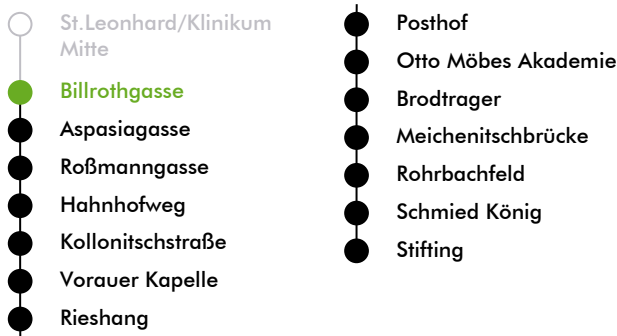 St.Leonhard/Klinikum
Mitte
Billrothgasse
Aspasiagasse
Roßmanngasse
Hahnhofweg
Kollonitschstraße
Vorauer Kapelle
Rieshang
Posthof
Otto Möbes Akademie
Brodtrager
Meichenitschbrücke
Rohrbachfeld
Schmied König
Stifting